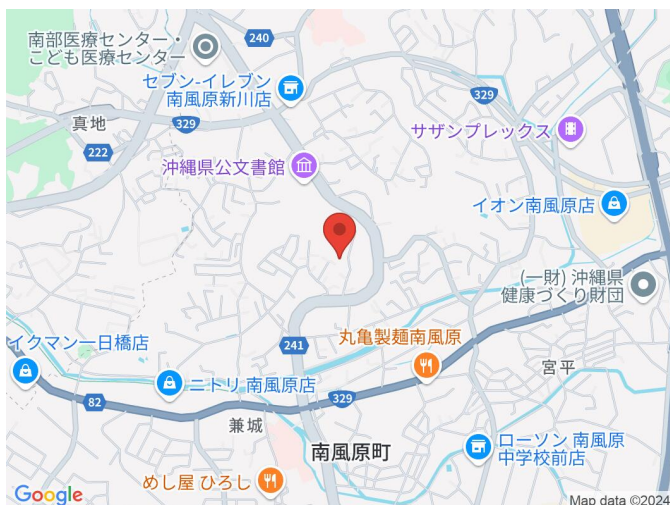 南部医療センター・
こども医療センター
240
セブン-イレブン
南風原新川店
329
真地
329
サザンプレックス
222
沖縄県公文書館
イオン南風原店
(一財) 沖縄県
健康づくり財団
241
丸亀製麺南風原
イクマン一日橋店
ニトリ 南風原店
宮平
82
329
兼城
南風原町
ローソン 南風原
中学校前店
めし屋 ひろし
Google
Map data ©2024